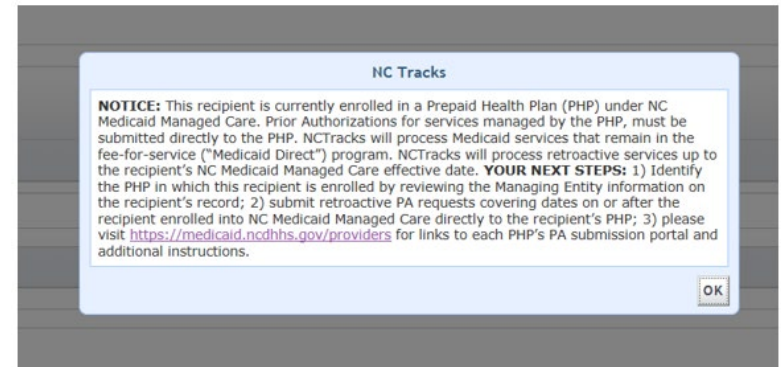 NC Tracks
NOTICE: This recipient is currently enrolled in a Prepaid Health Plan (PHP) under NC
Medicaid Managed Care. Prior Authorizations for services managed by the PHP, must be
submitted directly to the PHP. NCTracks will process Medicaid services that remain in the
fee-for-service ("Medicaid Direct") program. NCTracks will process retroactive services up to
the recipient's NC Medicaid Managed Care effective date. YOUR NEXT STEPS: 1) Identify
the PHP in which this recipient is enrolled by reviewing the Managing Entity information on
the recipient's record; 2) submit retroactive PA requests covering dates on or after the
recipient enrolled into NC Medicaid Managed Care directly to the recipient's PHP; 3) please
visit https://medicaid.ncdhhs.gov/providers for links to each PHP's PA submission portal and
additional instructions.
OK